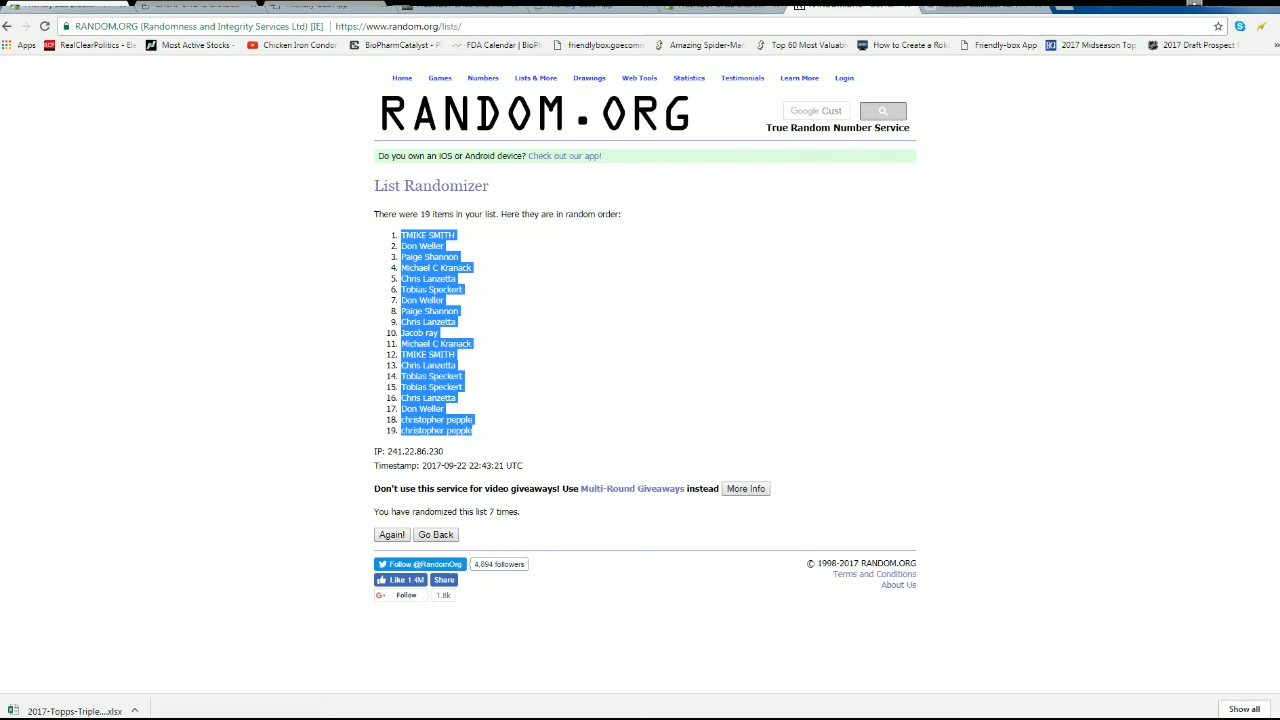 RANDOM.ORG (Randomness and Integrity Services Ltd) [IE] https://www.random.org/lists/
Apps RealClearPolitics - Ele Most Active Stocks - Chicken Iron Condor BioPharmCatalyst - P FDA Calendar | BioPh friendlybox.goecomm Amazing Spider-Ma Top 60 Most Valuab How to Create a Rok Friendly-box App 2017 Midseason Top 2017 Draft Prospect
Home Games Numbers Lists & More Drawings Web Tools Statistics Testimonials Learn More Login
RANDOM.ORG
Google Cust
True Random Number Service
Do you own an iOS or Android device? Check out our app!
List Randomizer
There were 19 items in your list. Here they are in random order:
1. TMIKE SMITH
2. Don Weller
3. Paige Shannon
4. Michael C Kranack
5. Chris Lanzetta
6. Tobias Speckert
7. Don Weller
8. Paige Shannon
9. Chris Lanzetta
10. Jacob ray
11. Michael C Kranack
12. TMIKE SMITH
13. Chris Lanzetta
14. Tobias Speckert
15. Tobias Speckert
16. Chris Lanzetta
17. Don Weller
18. christopher pepple
19. christopher pepple
IP: 241.22.86.230
Timestamp: 2017-09-22 22:43:21 UTC
Don't use this service for video giveaways! Use Multi-Round Giveaways instead More Info
You have randomized this list 7 times.
Again! Go Back
Follow @RandomOrg 4,894 followers
Like 1.4M Share
G+ Follow 1.8k
© 1998-2017 RANDOM.ORG
Terms and Conditions
About Us
2017-Topps-Triple....xlsx
Show all